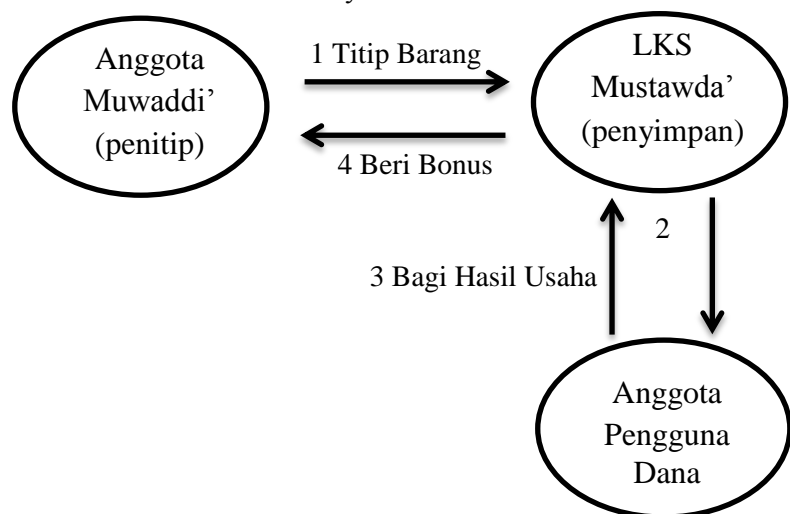 Anggota
Muwaddi’
(penitip)
1 Titip Barang
4 Beri Bonus
LKS
Mustawda’
(penyimpan)
2
3 Bagi Hasil Usaha
Anggota
Pengguna
Dana